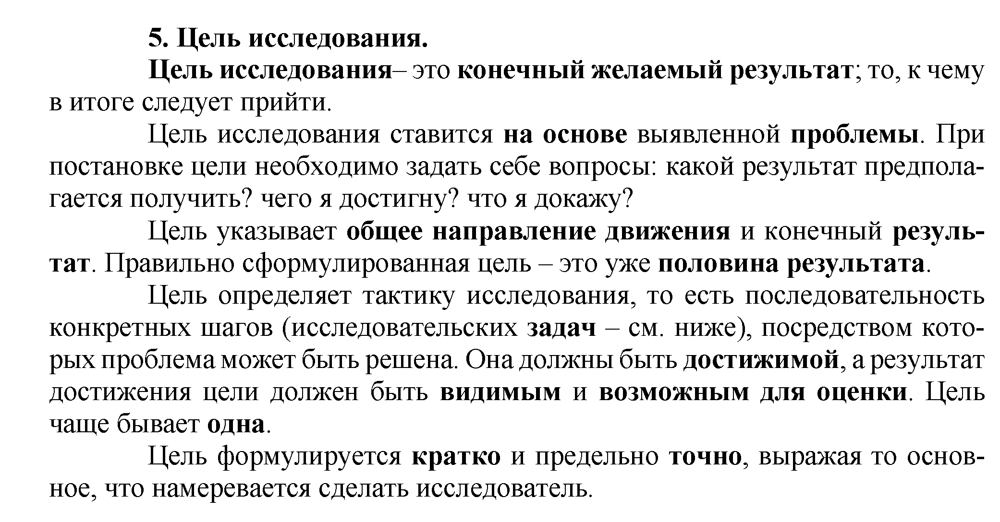 5. Цель исследования.
Цель исследования– это конечный желаемый результат; то, к чему
в итоге следует прийти.
Цель исследования ставится на основе выявленной проблемы. При
постановке цели необходимо задать себе вопросы: какой результат предпола-
гается получить? чего я достигну? что я докажу?
Цель указывает общее направление движения и конечный резуль-
тат. Правильно сформулированная цель – это уже половина результата.
Цель определяет тактику исследования, то есть последовательность
конкретных шагов (исследовательских задач – см. ниже), посредством кото-
рых проблема может быть решена. Она должны быть достижимой, а результат
достижения цели должен быть видимым и возможным для оценки. Цель
чаще бывает одна.
Цель формулируется кратко и предельно точно, выражая то основ-
ное, что намеревается сделать исследователь.